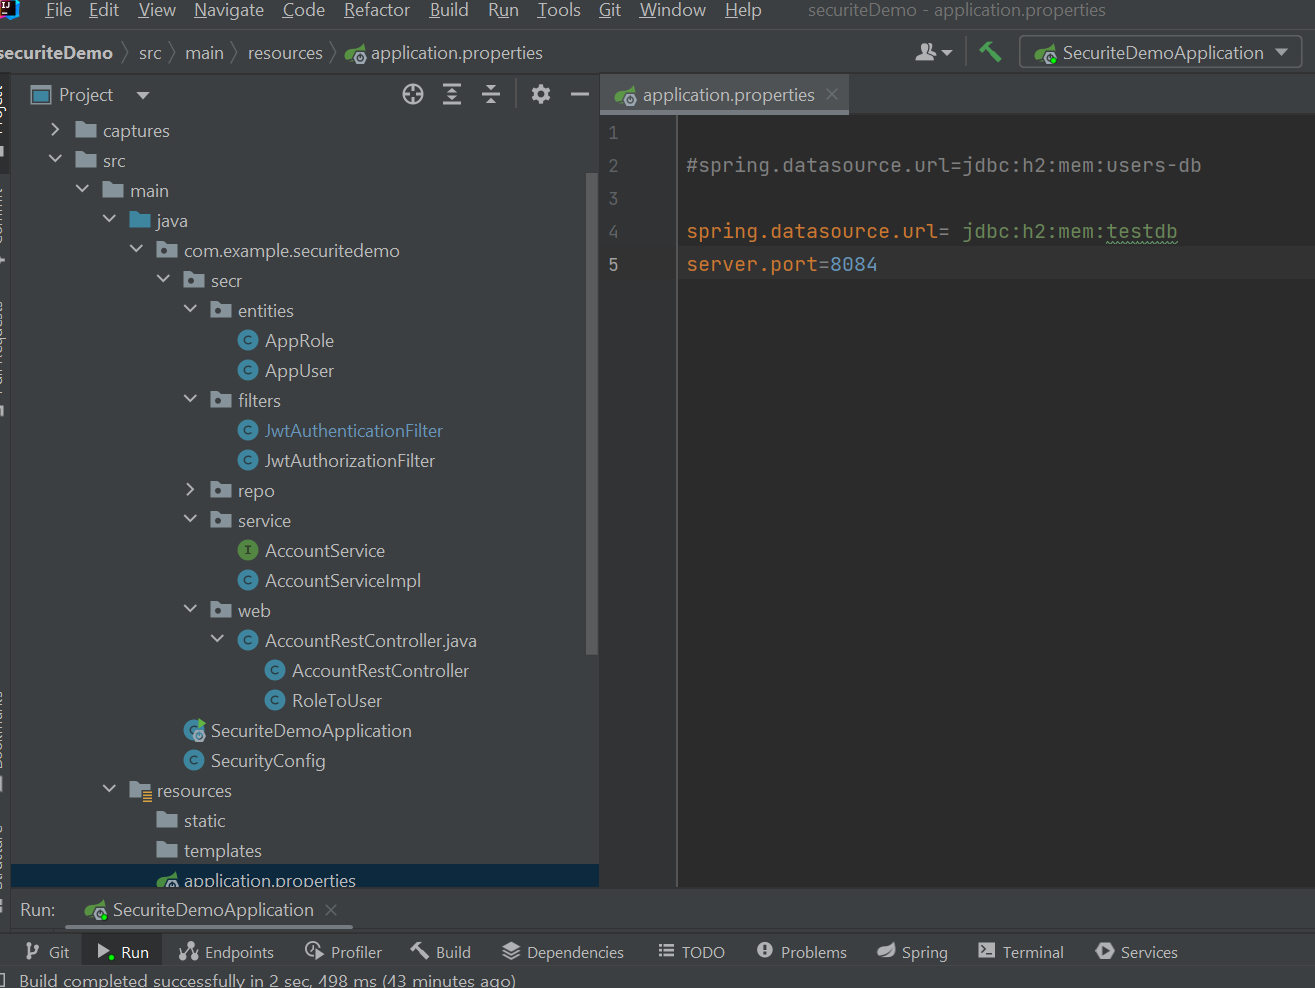 File Edit View Navigate Code Refactor Build Run Tools Git Window Help securiteDemo - application.properties
securiteDemo src main resources application.properties SecuriteDemoApplication
Project
application.properties
captures
src
main
java
com.example.securitedemo
secr
entities
AppRole
AppUser
filters
JwtAuthenticationFilter
JwtAuthorizationFilter
repo
service
AccountService
AccountServiceImpl
web
AccountRestController.java
AccountRestController
RoleToUser
SecuriteDemoApplication
SecurityConfig
resources
static
templates
application.properties
1
2 #spring.datasource.url=jdbc:h2:mem:users-db
3
4 spring.datasource.url= jdbc:h2:mem:testdb
5 server.port=8084
Run: SecuriteDemoApplication
Git Run Endpoints Profiler Build Dependencies TODO Problems Spring Terminal Services
Build completed successfully in 2 sec, 498 ms (43 minutes ago)